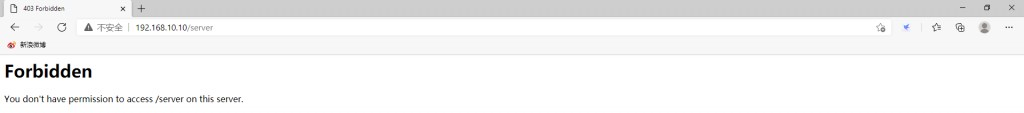 403 Forbidden
不安全 192.168.10.10/server
新浪微博
Forbidden
You don't have permission to access /server on this server.